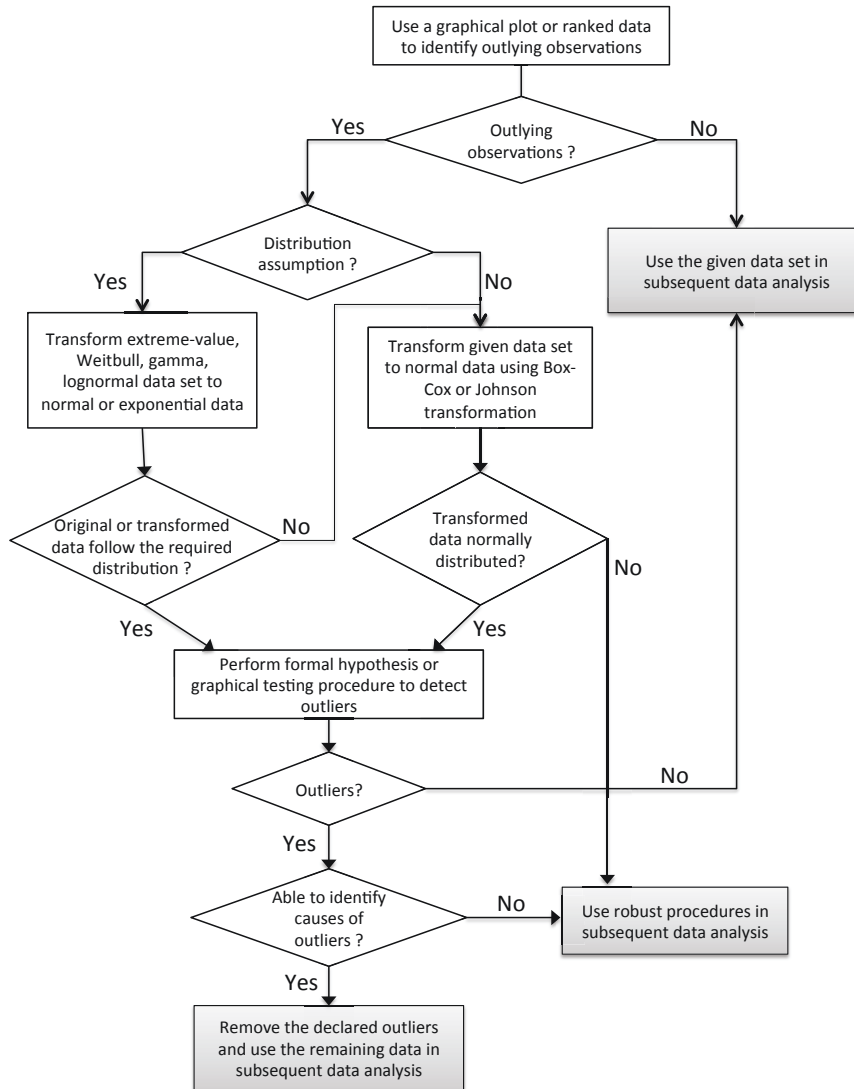 Use a graphical plot or ranked data
to identify outlying observations
Yes
Outlying
observations ?
No
Distribution
assumption ?
Yes
No
Use the given data set in
subsequent data analysis
Transform extreme-value,
Weitbull, gamma,
lognormal data set to
normal or exponential data
Transform given data set
to normal data using Box-
Cox or Johnson
transformation
Original or transformed
data follow the required
distribution ?
No
Transformed
data normally
distributed?
No
Yes
Yes
Perform formal hypothesis or
graphical testing procedure to detect
outliers
Outliers?
No
Yes
Able to identify
causes of
outliers ?
No
Use robust procedures in
subsequent data analysis
Yes
Remove the declared outliers
and use the remaining data in
subsequent data analysis